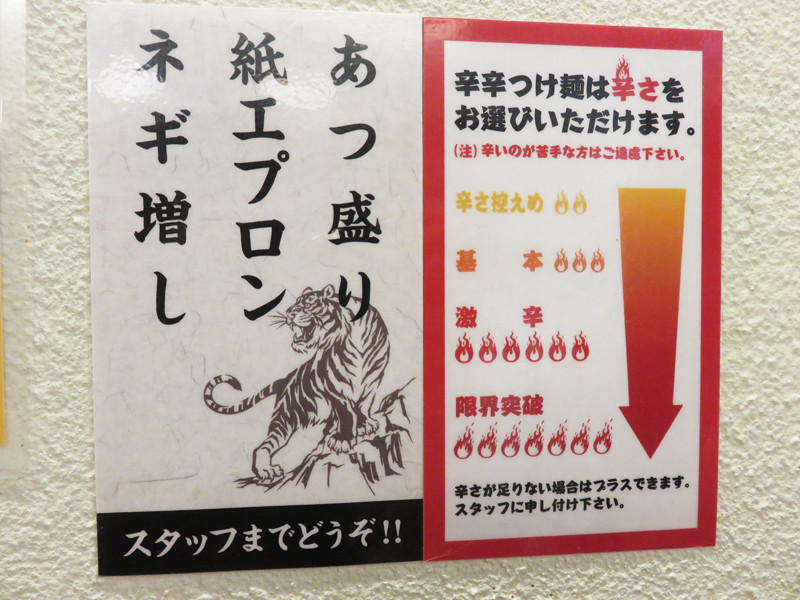 あつ盛り
紙エプロン
ネギ増し
スタッフまでどうぞ!!
辛辛つけ麺は辛さを
お選びいただけます。
(注)辛いのが苦手な方はご遠慮下さい。
辛さ控えめ
基本
激辛
限界突破
辛さが足りない場合はプラスできます。
スタッフに申し付け下さい。